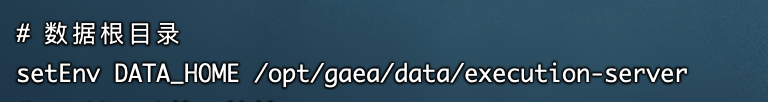 # 数据根目录
setEnv DATA_HOME /opt/gaea/data/execution-server